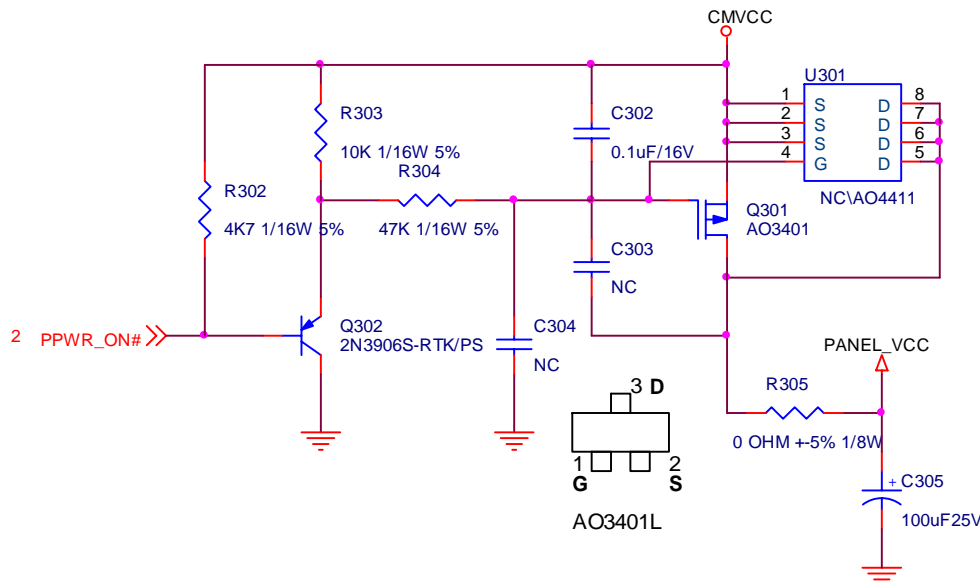 CMVCC
U301
1 S D 8
2 S D 7
3 S D 6
4 G D 5
NC\AO4411
R303
10K 1/16W 5%
C302
0.1uF/16V
R304
47K 1/16W 5%
R302
4K7 1/16W 5%
Q301
AO3401
C303
NC
2 PPWR_ON#
Q302
2N3906S-RTK/PS
C304
NC
PANEL_VCC
R305
0 OHM +-5% 1/8W
3 D
1 2
G S
AO3401L
+ C305
100uF25V